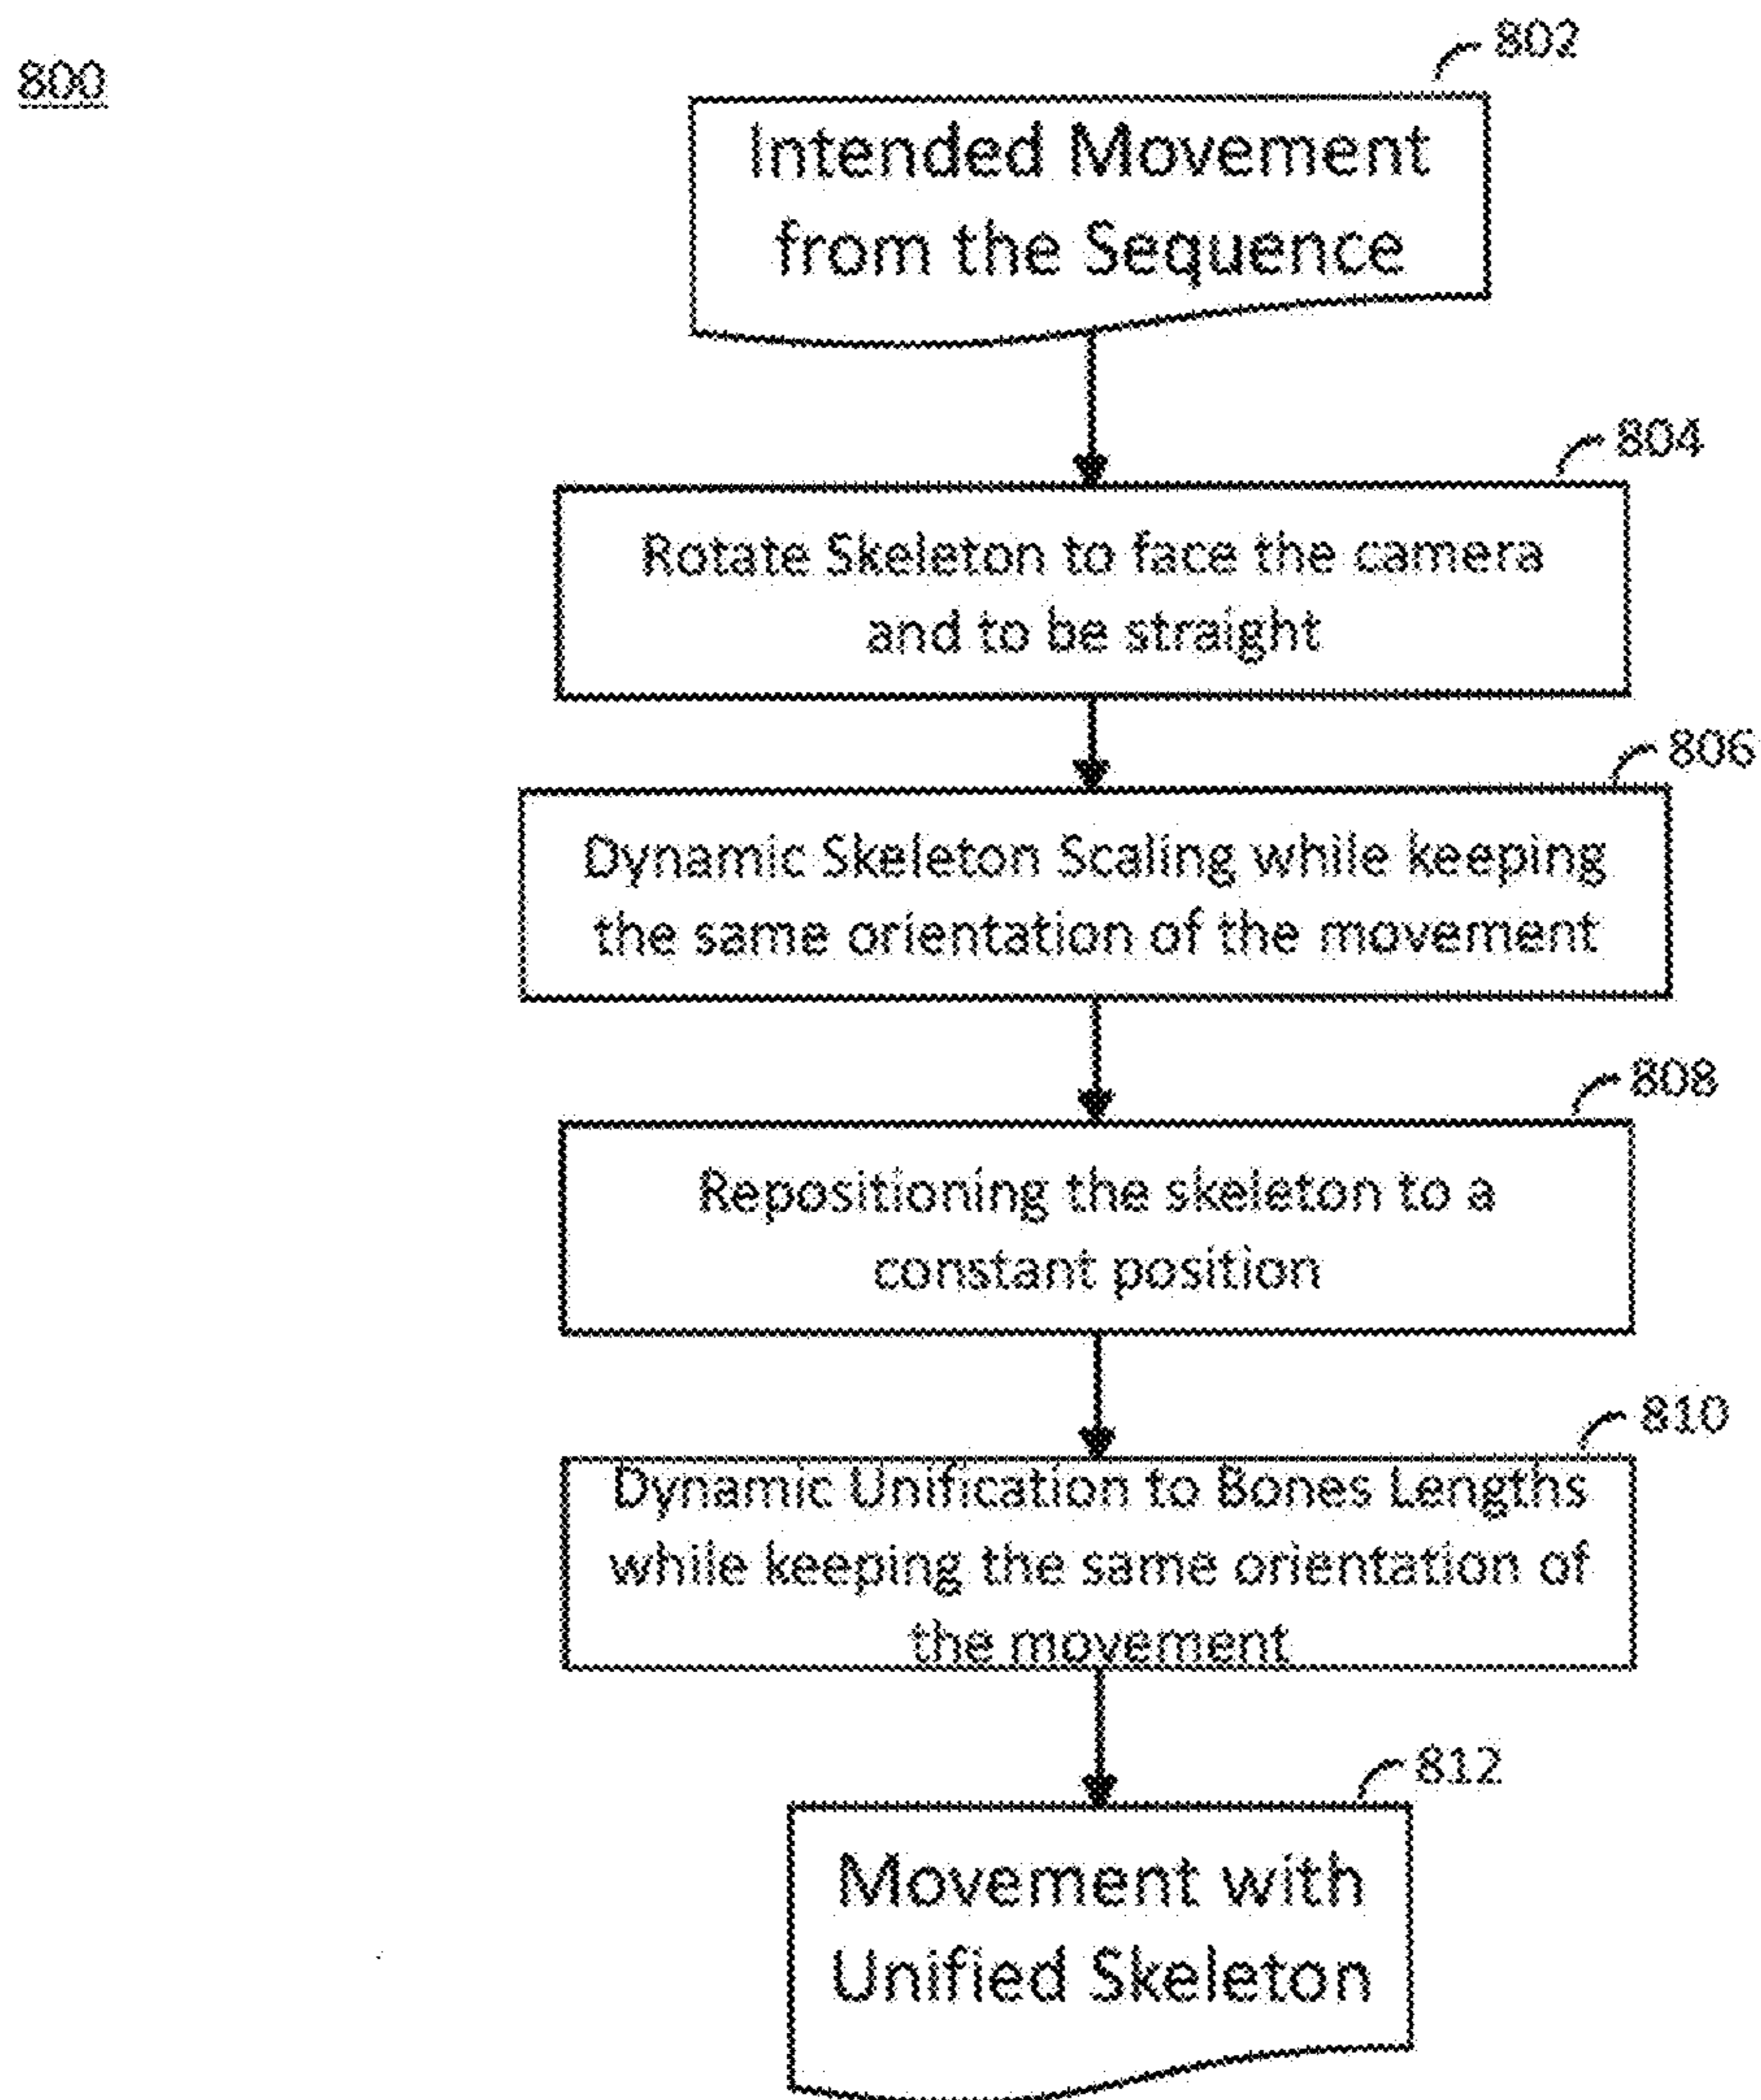 800
802
Intended Movement
from the Sequence
804
Rotate Skeleton to face the camera
and to be straight
806
Dynamic Skeleton Scaling while keeping
the same orientation of the movement
808
Repositioning the skeleton to a
constant position
810
Dynamic Unification to Bones Lengths
while keeping the same orientation of
the movement
812
Movement with
Unified Skeleton